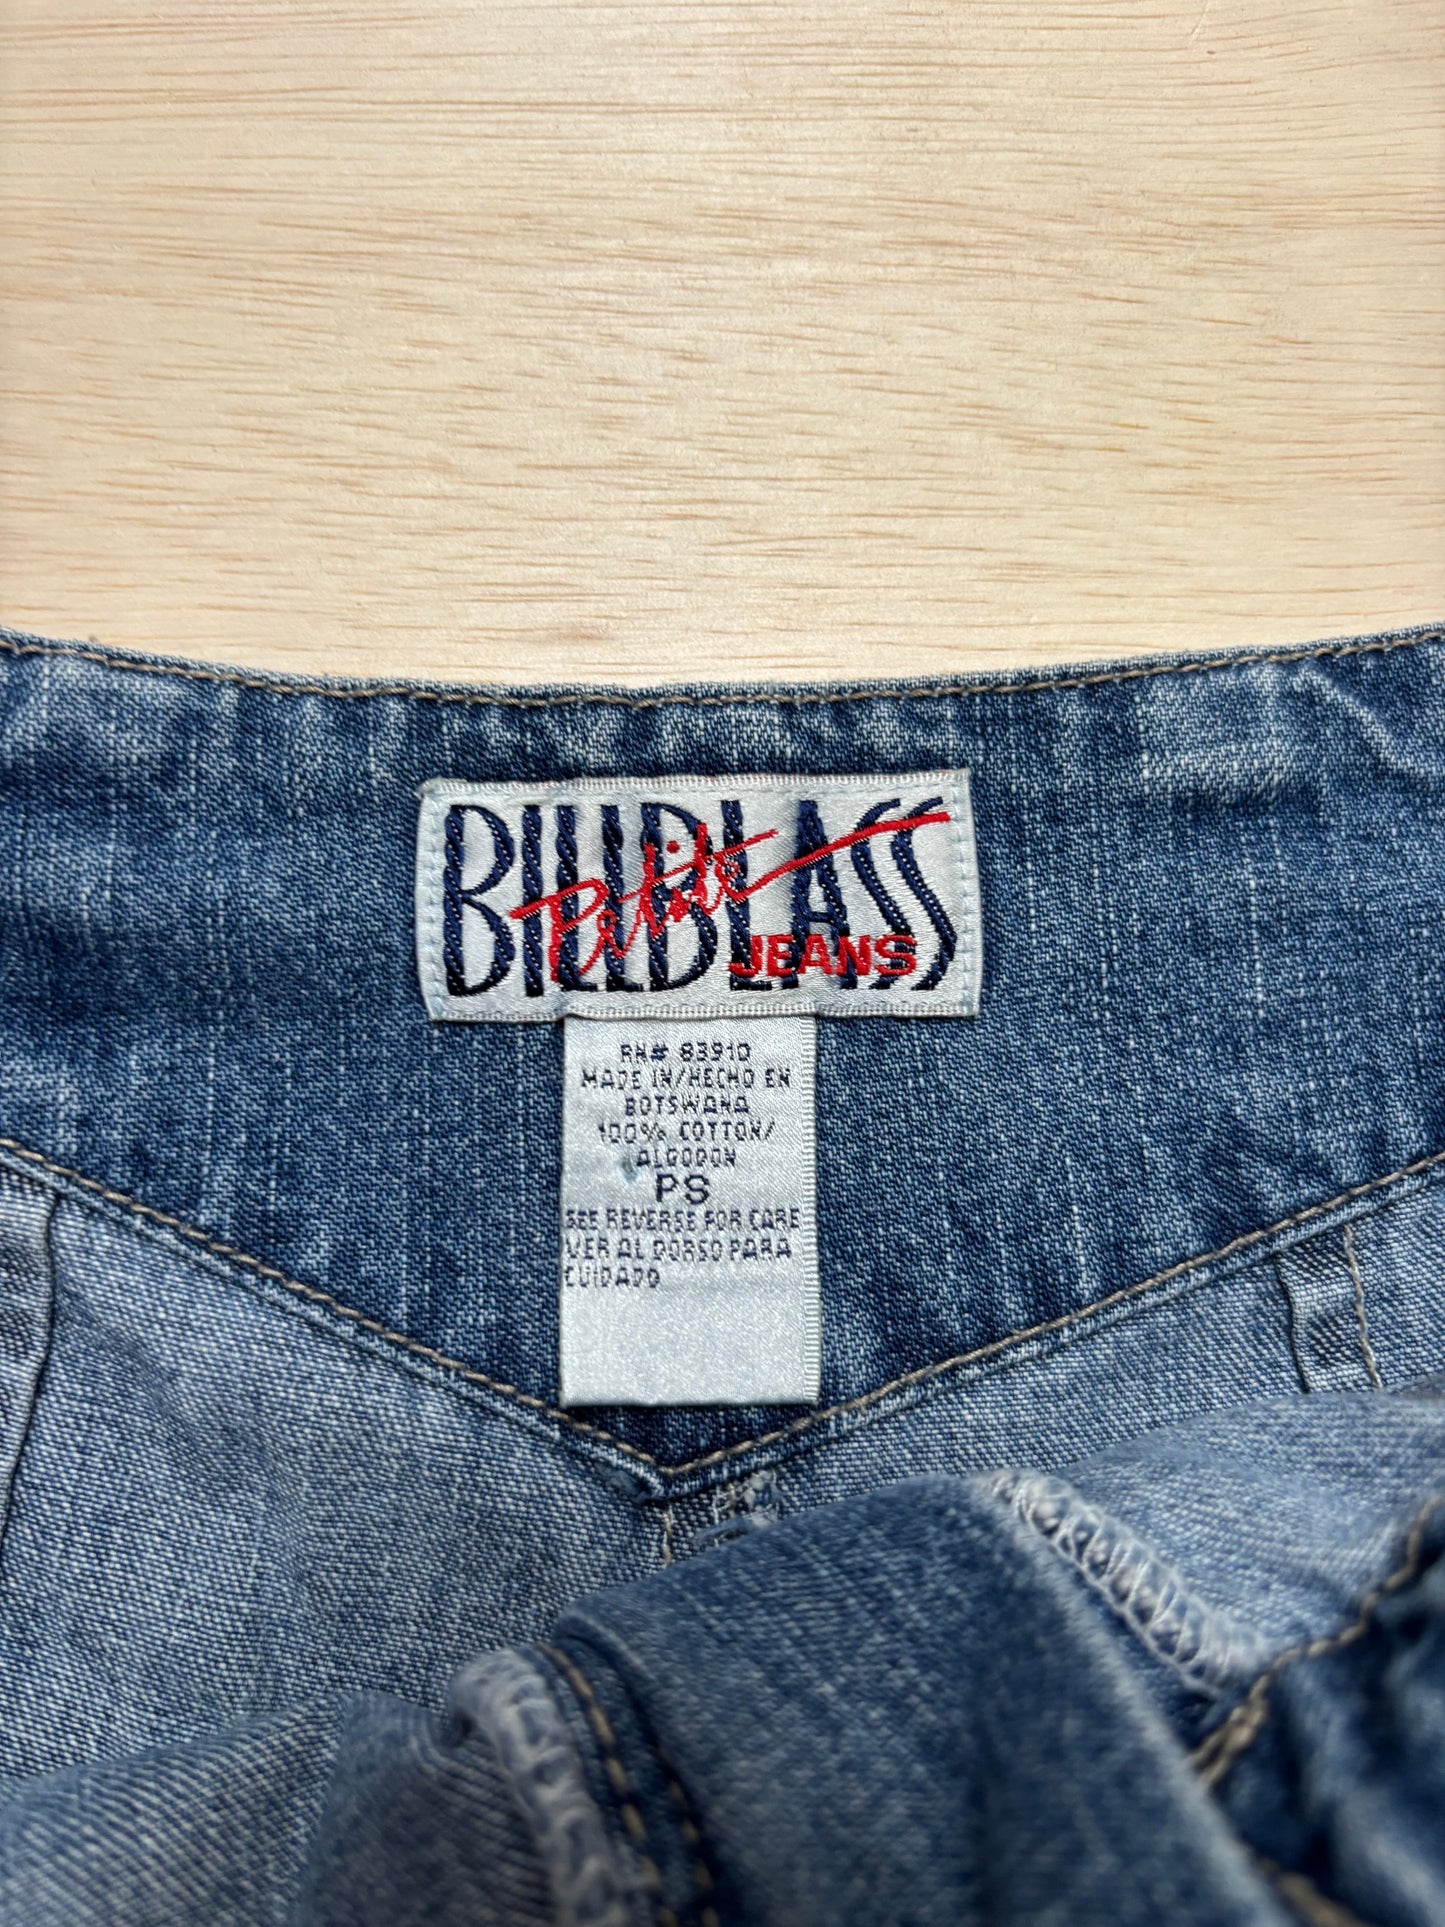 BILLBLASS
Petite
JEANS
RN# 83910
MADE IN/HECHO EN
BOTSWANA
100% COTTON/
ALGODON
PS
SEE REVERSE FOR CARE
VER AL DORSO PARA
CUIDADO